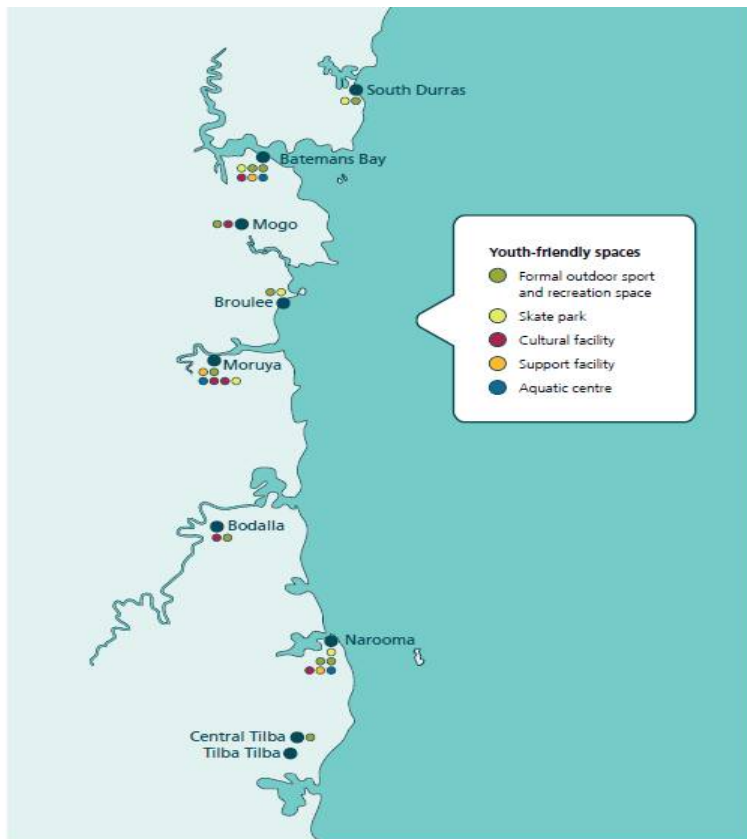 South Durras
Batemans Bay
Mogo
Broulee
Moruya
Bodalla
Narooma
Central Tilba
Tilba Tilba
Youth-friendly spaces
Formal outdoor sport
and recreation space
Skate park
Cultural facility
Support facility
Aquatic centre